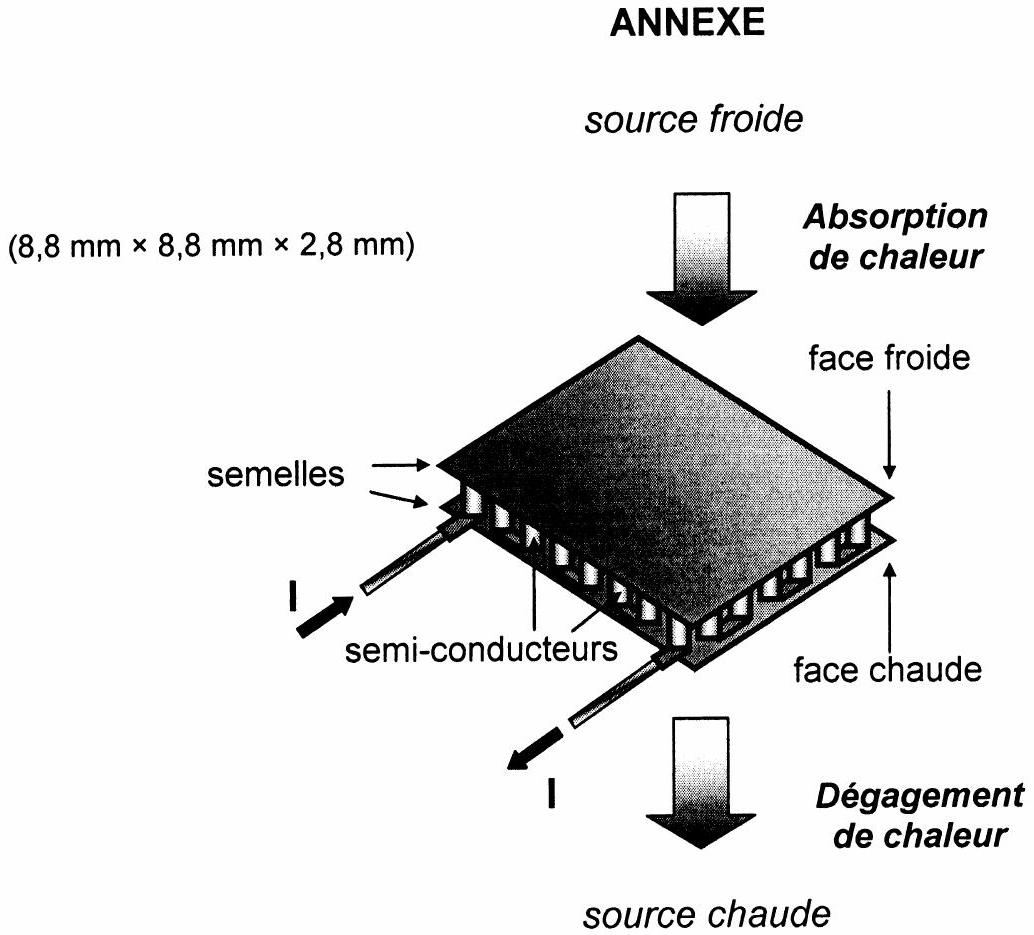 ANNEXE
source froide
(8,8 mm × 8,8 mm × 2,8 mm)
Absorption
de chaleur
face froide
semelles
I
semi-conducteurs
face chaude
I
Dégagement
de chaleur
source chaude